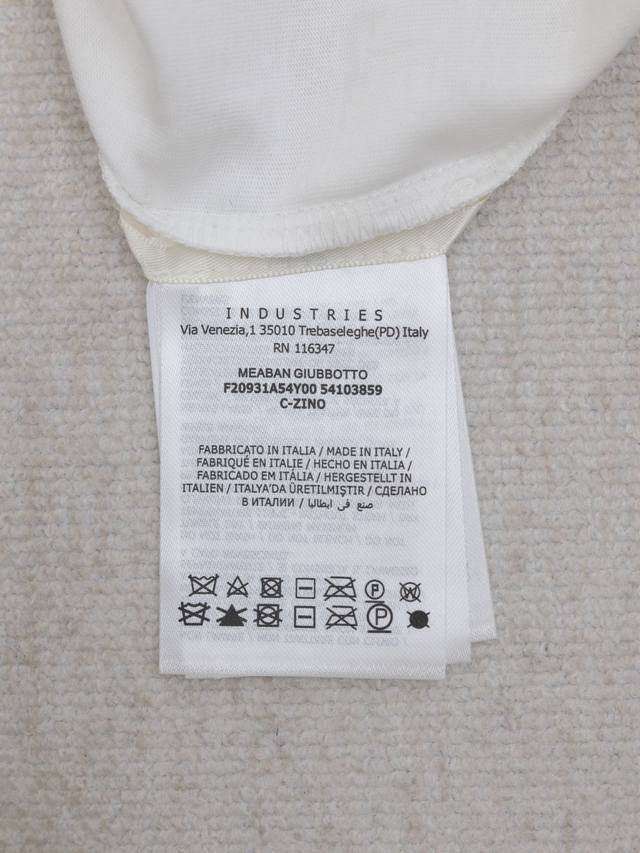 INDUSTRIES
Via Venezia,1 35010 Trebaseleghe(PD) Italy
RN 116347
MEABAN GIUBBOTTO
F20931A54Y00 54103859
C-ZINO
FABBRICATO IN ITALIA / MADE IN ITALY /
FABRIQUÉ EN ITALIE / HECHO EN ITALIA /
FABRICADO EM ITÁLIA / HERGESTELLT IN
ITALIEN / ITALYA'DA ÜRETILMIŞTIR / СДЕЛАНО
В ИТАЛИИ / صنع في ايطاليا
P W
P